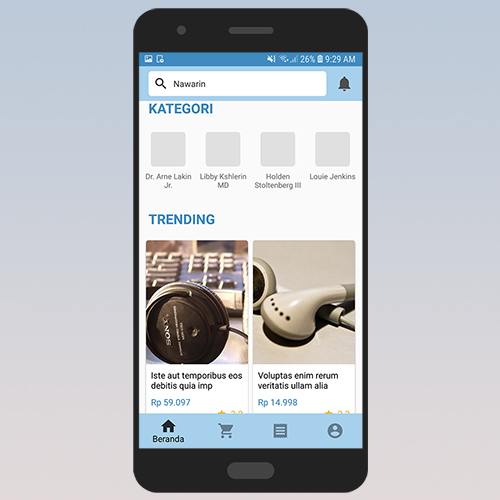 26% 9:29 AM
Nawarin
KATEGORI
Dr. Arne Lakin Jr.
Libby Kshlerin MD
Holden Stoltenberg III
Louie Jenkins
TRENDING
SONY
Iste aut temporibus eos
debitis quia imp
Rp 59.097
Voluptas enim rerum
veritatis ullam alia
Rp 14.998
Beranda